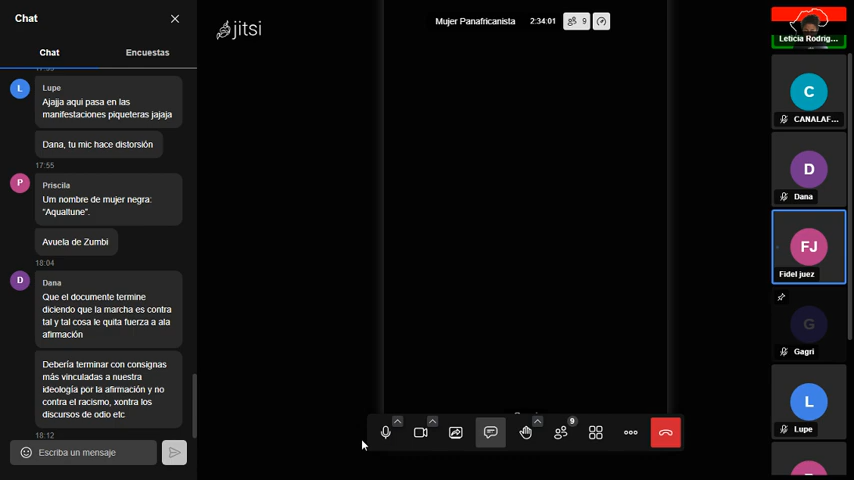 Chat
Chat
Encuestas
Lupe
Ajajja aqui pasa en las
manifestaciones piqueteras jajaja
Dana, tu mic hace distorsión
17:55
Priscila
Um nombre de mujer negra:
"Aqualtune".
Avuela de Zumbi
18:04
Dana
Que el documente termine
diciendo que la marcha es contra
tal y tal cosa le quita fuerza a ala
afirmación
Debería terminar con consignas
más vinculadas a nuestra
ideología por la afirmación y no
contra el racismo, xontra los
discursos de odio etc
18:12
Escriba un mensaje
jitsi
Mujer Panafricanista
2:34:01
9
9
Leticia Rodrig...
C
CANALAF...
D
Dana
FJ
Fidel juez
G
Gagri
L
Lupe
L
P
D